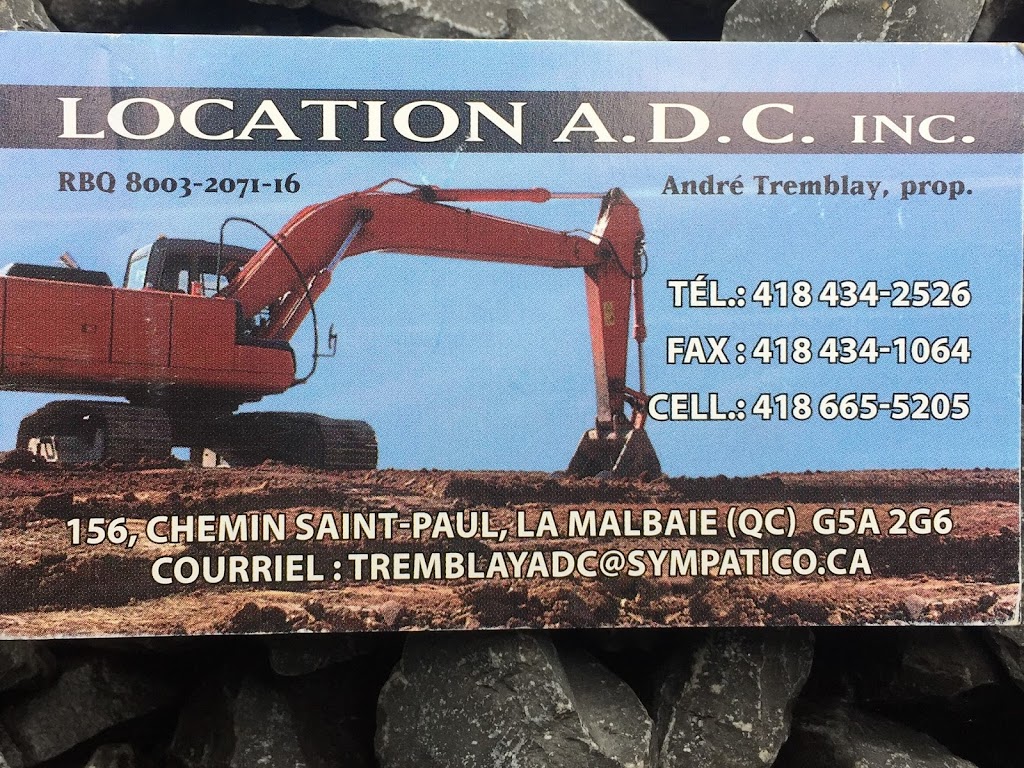 LOCATION A.D.C. INC.
RBQ 8003-2071-16
André Tremblay, prop.
TÉL.: 418 434-2526
FAX : 418 434-1064
CELL.: 418 665-5205
156, CHEMIN SAINT-PAUL, LA MALBAIE (QC) G5A 2G6
COURRIEL : TREMBLAYADC@SYMPATICO.CA